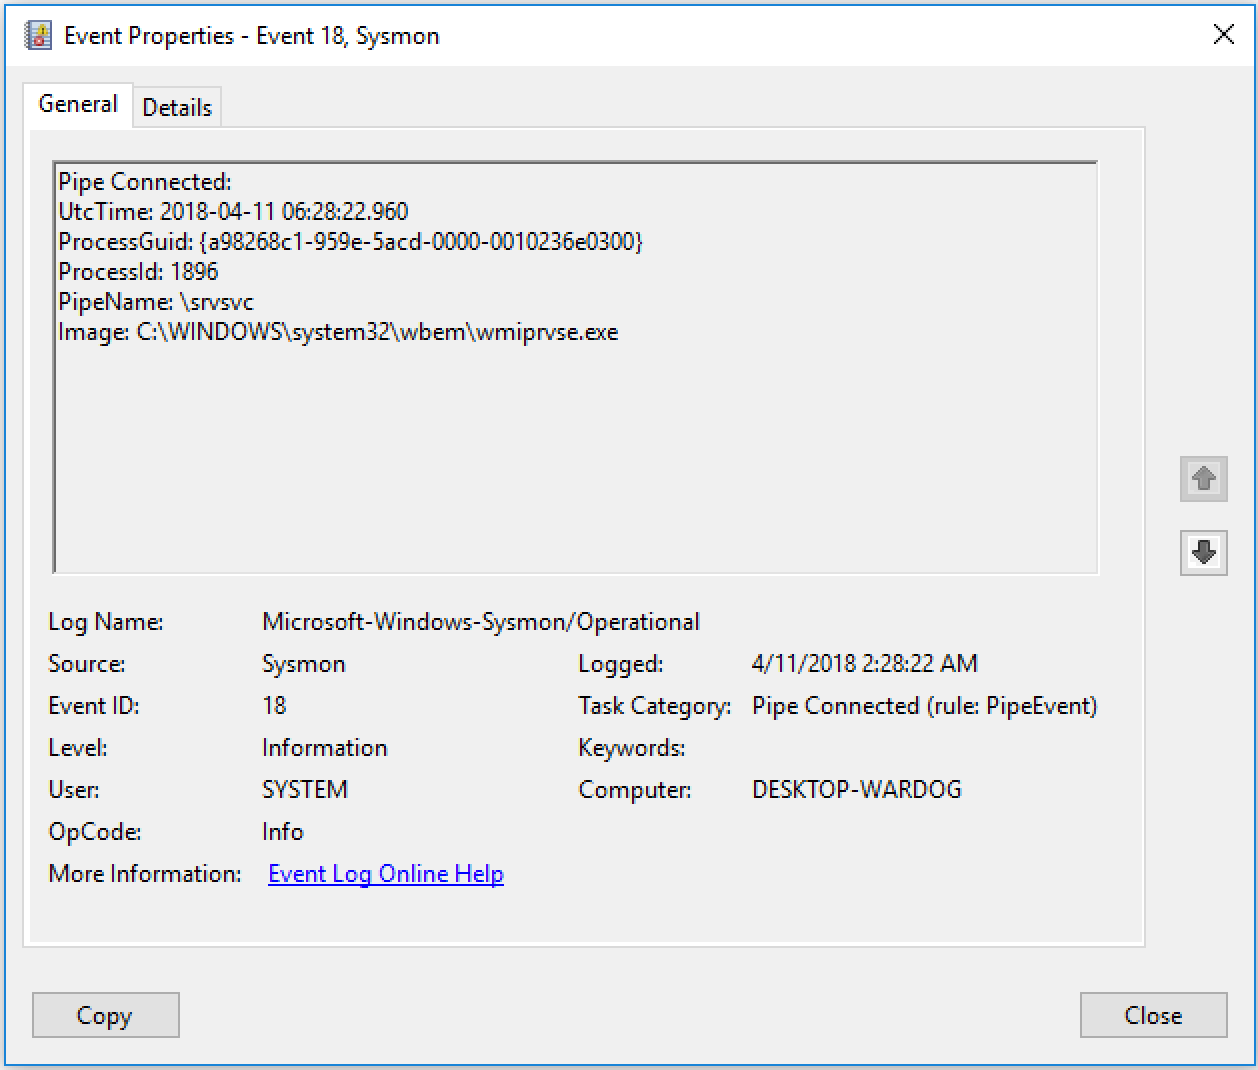 Event Properties - Event 18, Sysmon
General Details
Pipe Connected:
UtcTime: 2018-04-11 06:28:22.960
ProcessGuid: {a98268c1-959e-5acd-0000-0010236e0300}
ProcessId: 1896
PipeName: \srvsvc
Image: C:\WINDOWS\system32\wbem\wmiprvse.exe
Log Name: Microsoft-Windows-Sysmon/Operational
Source: Sysmon Logged: 4/11/2018 2:28:22 AM
Event ID: 18 Task Category: Pipe Connected (rule: PipeEvent)
Level: Information Keywords:
User: SYSTEM Computer: DESKTOP-WARDOG
OpCode: Info
More Information: Event Log Online Help
Copy Close